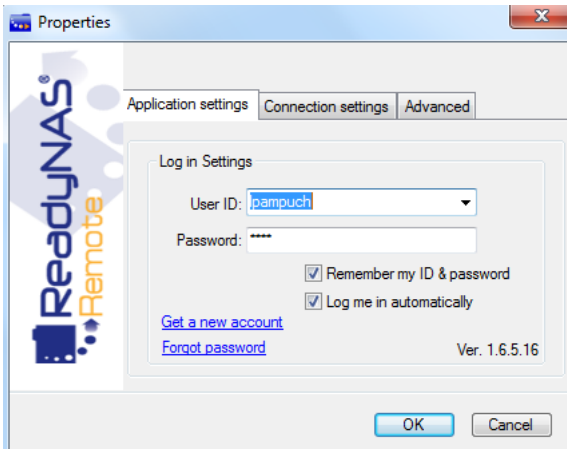 Properties
ReadyNAS®
Remote
Application settings Connection settings Advanced
Log in Settings
User ID: jpampuch
Password: ****
Remember my ID & password
Log me in automatically
Get a new account
Forgot password
Ver. 1.6.5.16
OK Cancel